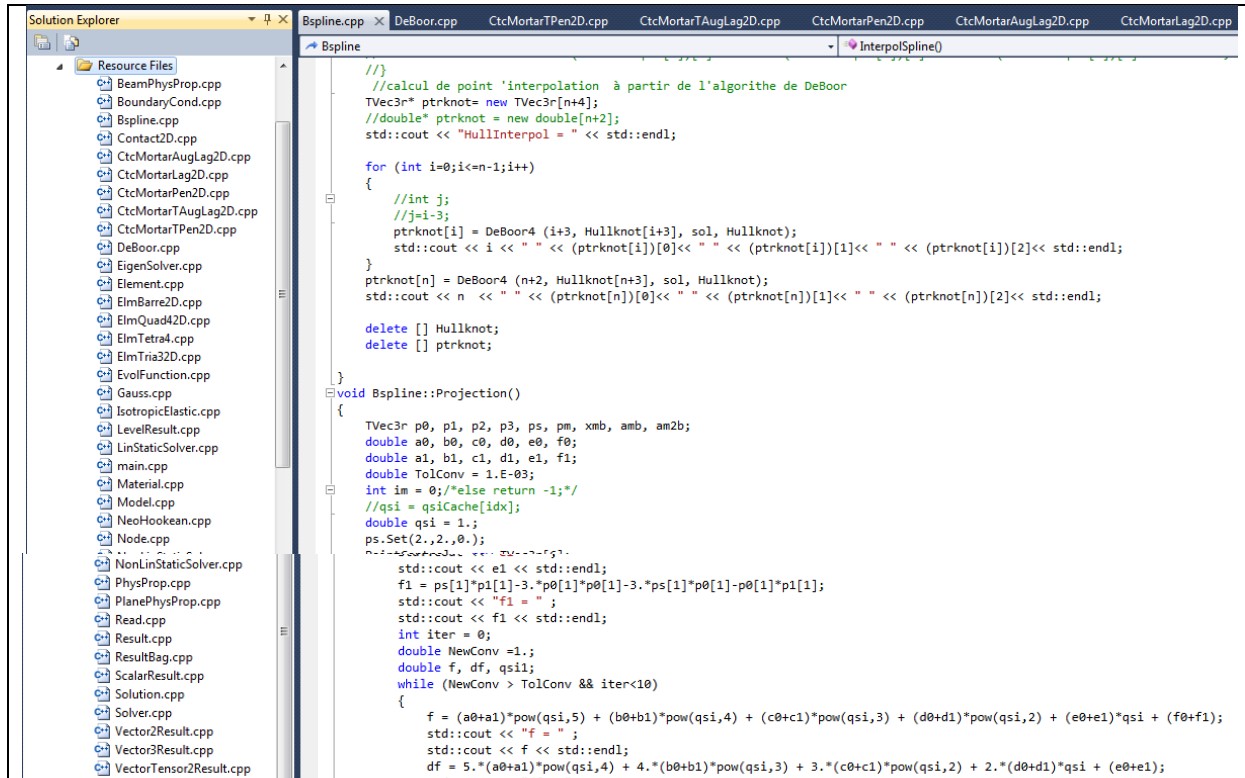 Solution Explorer
Bspline.cpp DeBoor.cpp CtcMortarTPen2D.cpp CtcMortarTAugLag2D.cpp CtcMortarPen2D.cpp CtcMortarAugLag2D.cpp CtcMortarLag2D.cpp
Bspline InterpolSpline()
Resource Files
BeamPhysProp.cpp
BoundaryCond.cpp
Bspline.cpp
Contact2D.cpp
CtcMortarAugLag2D.cpp
CtcMortarLag2D.cpp
CtcMortarPen2D.cpp
CtcMortarTAugLag2D.cpp
CtcMortarTPen2D.cpp
DeBoor.cpp
EigenSolver.cpp
Element.cpp
ElmBarre2D.cpp
ElmQuad42D.cpp
ElmTetra4.cpp
ElmTria32D.cpp
EvolFunction.cpp
Gauss.cpp
IsotropicElastic.cpp
LevelResult.cpp
LinStaticSolver.cpp
main.cpp
Material.cpp
Model.cpp
NeoHookean.cpp
Node.cpp
NonLinStaticSolver.cpp
PhysProp.cpp
PlanePhysProp.cpp
Read.cpp
Result.cpp
ResultBag.cpp
ScalarResult.cpp
Solution.cpp
Solver.cpp
Vector2Result.cpp
Vector3Result.cpp
VectorTensor2Result.cpp
//}
//calcul de point 'interpolation à partir de l'algorithe de DeBoor
TVec3r* ptrknot= new TVec3r[n+4];
//double* ptrknot = new double[n+2];
std::cout << "HullInterpol = " << std::endl;
for (int i=0;i<=n-1;i++)
{
//int j;
//j=i-3;
ptrknot[i] = DeBoor4 (i+3, Hullknot[i+3], sol, Hullknot);
std::cout << i << " " << (ptrknot[i])[0]<< " " << (ptrknot[i])[1]<< " " << (ptrknot[i])[2]<< std::endl;
}
ptrknot[n] = DeBoor4 (n+2, Hullknot[n+3], sol, Hullknot);
std::cout << n << " " << (ptrknot[n])[0]<< " " << (ptrknot[n])[1]<< " " << (ptrknot[n])[2]<< std::endl;
delete [] Hullknot;
delete [] ptrknot;
}
void Bspline::Projection()
{
TVec3r p0, p1, p2, p3, ps, pm, xmb, amb, am2b;
double a0, b0, c0, d0, e0, f0;
double a1, b1, c1, d1, e1, f1;
double TolConv = 1.E-03;
int im = 0;/*else return -1;*/
//qsi = qsiCache[idx];
double qsi = 1.;
ps.Set(2.,2.,0.);
std::cout << e1 << std::endl;
f1 = ps[1]*p1[1]-3.*p0[1]*p0[1]-3.*ps[1]*p0[1]-p0[1]*p1[1];
std::cout << "f1 = " ;
std::cout << f1 << std::endl;
int iter = 0;
double NewConv =1.;
double f, df, qsi1;
while (NewConv > TolConv && iter<10)
{
f = (a0+a1)*pow(qsi,5) + (b0+b1)*pow(qsi,4) + (c0+c1)*pow(qsi,3) + (d0+d1)*pow(qsi,2) + (e0+e1)*qsi + (f0+f1);
std::cout << "f = " ;
std::cout << f << std::endl;
df = 5.*(a0+a1)*pow(qsi,4) + 4.*(b0+b1)*pow(qsi,3) + 3.*(c0+c1)*pow(qsi,2) + 2.*(d0+d1)*qsi + (e0+e1);